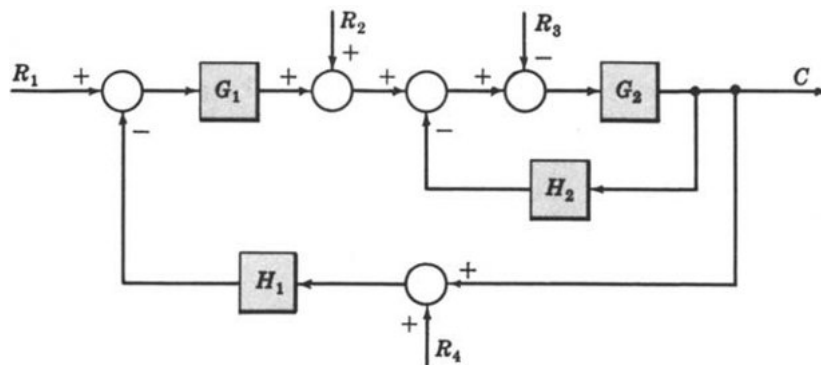 R₂
R₃
R₁ + + + + + − C
G₁
G₂
−
−
H₂
H₁
+
+
R₄